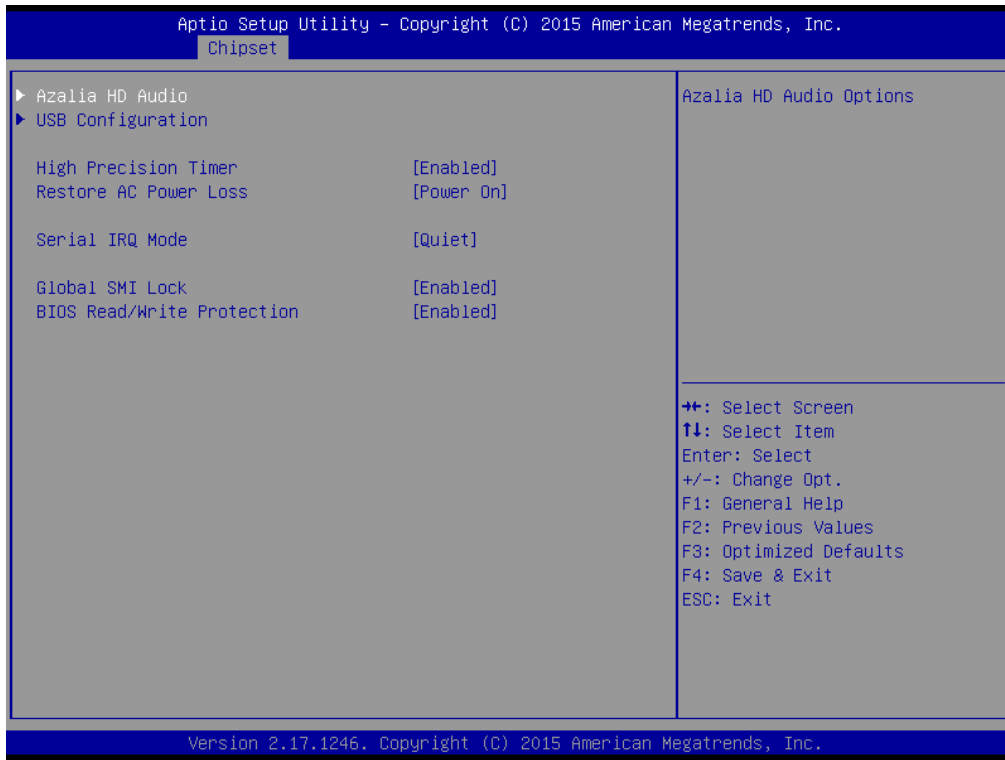 Aptio Setup Utility – Copyright (C) 2015 American Megatrends, Inc.
Chipset
▶ Azalia HD Audio
▶ USB Configuration
High Precision Timer [Enabled]
Restore AC Power Loss [Power On]
Serial IRQ Mode [Quiet]
Global SMI Lock [Enabled]
BIOS Read/Write Protection [Enabled]
Azalia HD Audio Options
→←: Select Screen
↑↓: Select Item
Enter: Select
+/-: Change Opt.
F1: General Help
F2: Previous Values
F3: Optimized Defaults
F4: Save & Exit
ESC: Exit
Version 2.17.1246. Copyright (C) 2015 American Megatrends, Inc.